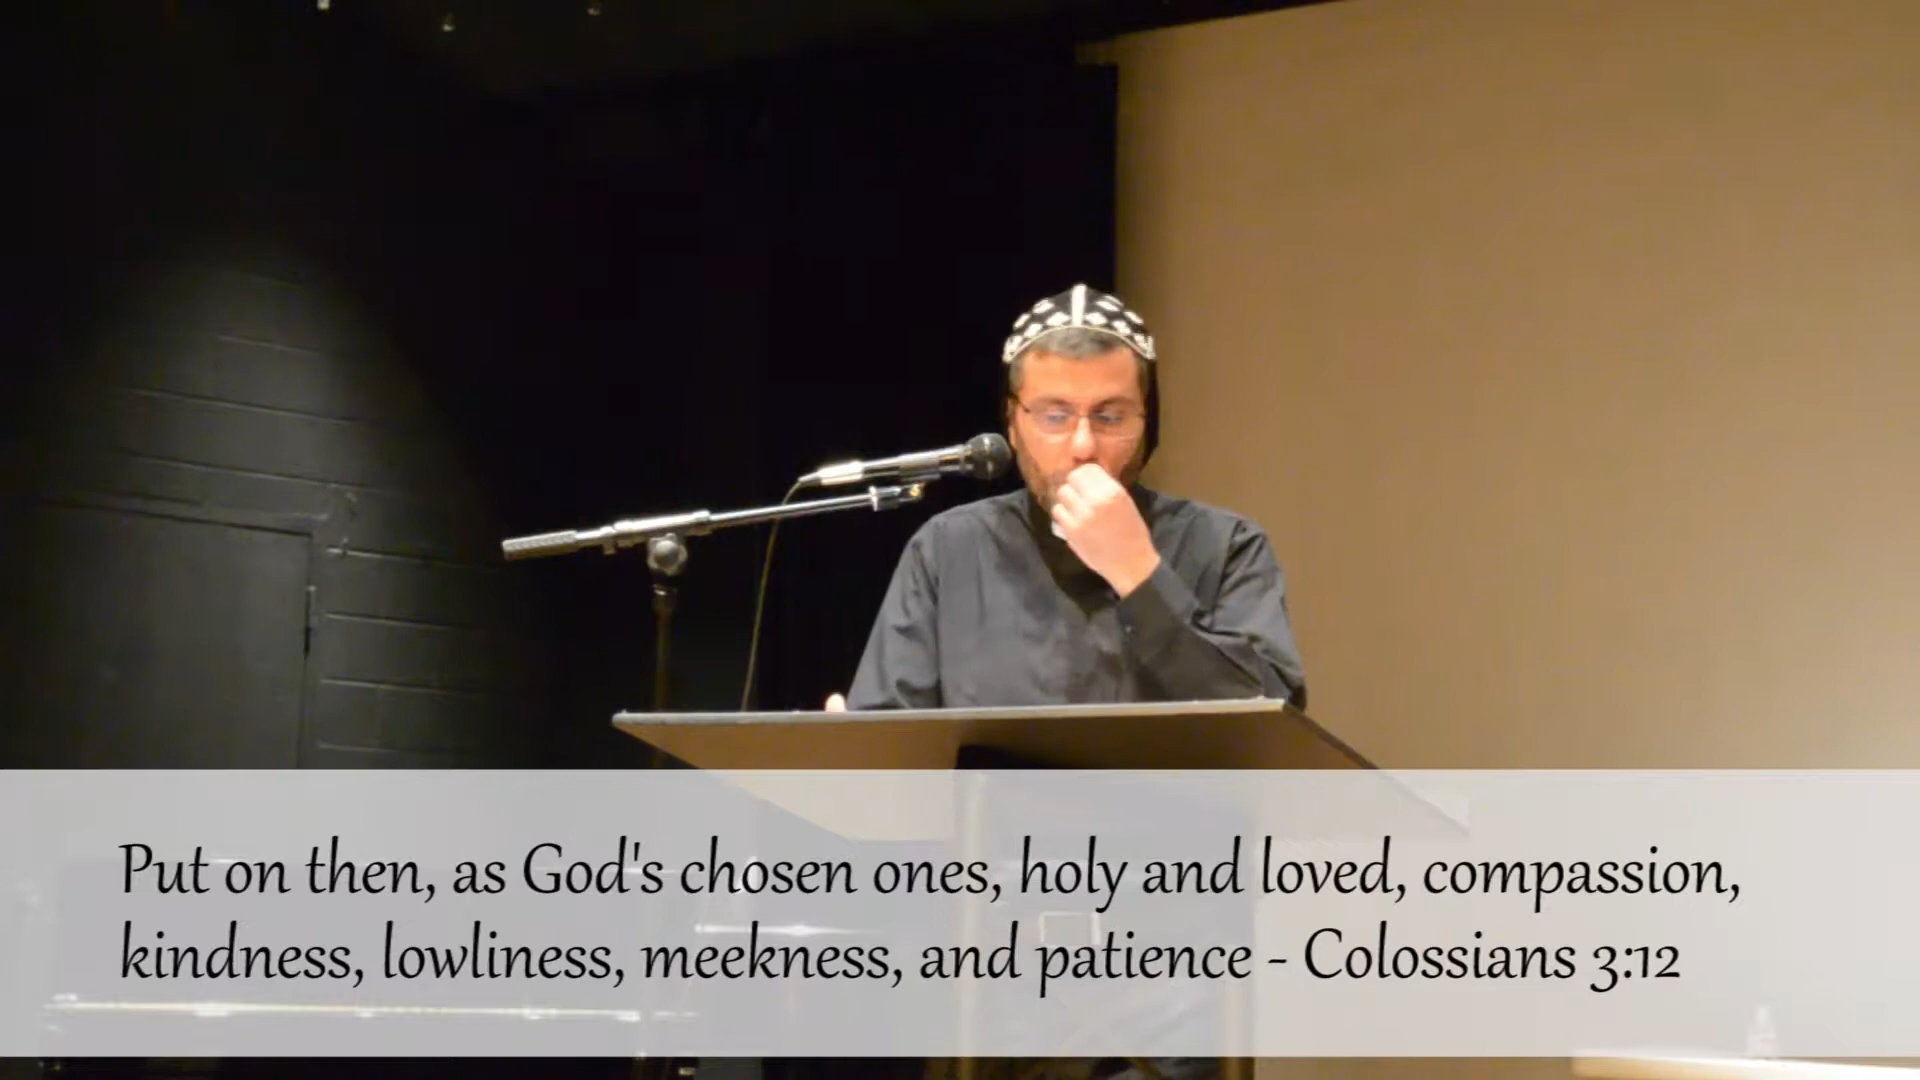 Put on then, as God's chosen ones, holy and loved, compassion,
kindness, lowliness, meekness, and patience - Colossians 3:12